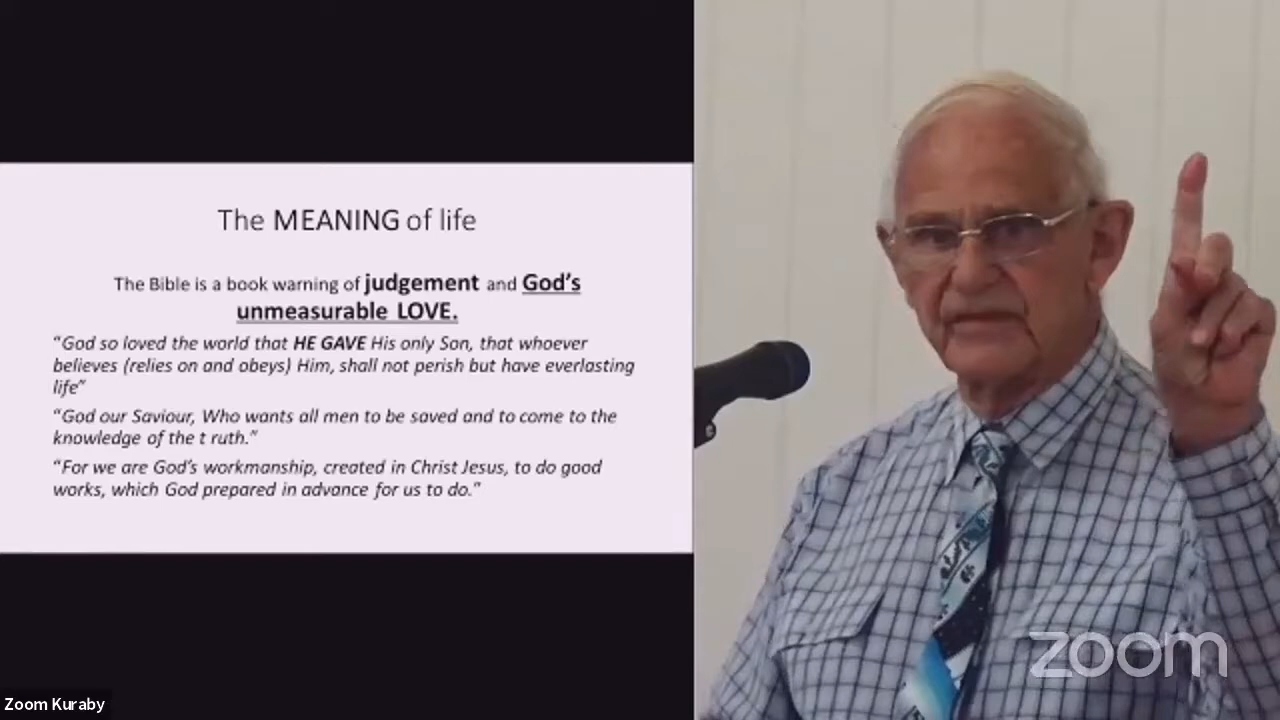 The MEANING of life
The Bible is a book warning of judgement and God's
unmeasurable LOVE.
"God so loved the world that HE GAVE His only Son, that whoever
believes (relies on and obeys) Him, shall not perish but have everlasting
life"
"God our Saviour, Who wants all men to be saved and to come to the
knowledge of the t ruth."
"For we are God's workmanship, created in Christ Jesus, to do good
works, which God prepared in advance for us to do."
zoom
Zoom Kuraby